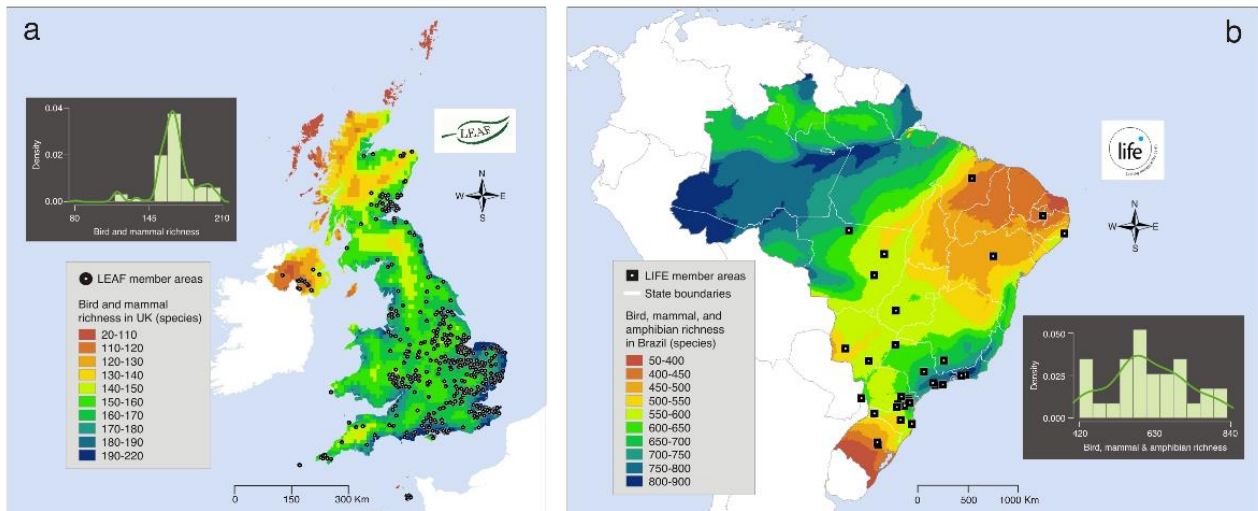 a
0.04
0.02
0.00
Density
80
145
210
Bird and mammal richness
LEAF
N
W E
S
LEAF member areas
Bird and mammal
richness in UK (species)
20-110
110-120
120-130
130-140
140-150
150-160
160-170
170-180
180-190
190-220
0 150 300 Km
b
life
N
W E
S
LIFE member areas
State boundaries
Bird, mammal, and
amphibian richness
in Brazil (species)
50-400
400-450
450-500
500-550
550-600
600-650
650-700
700-750
750-800
800-900
0.050
0.025
0.000
Density
420
630
840
Bird, mammal & amphibian richness
0 500 1000 Km